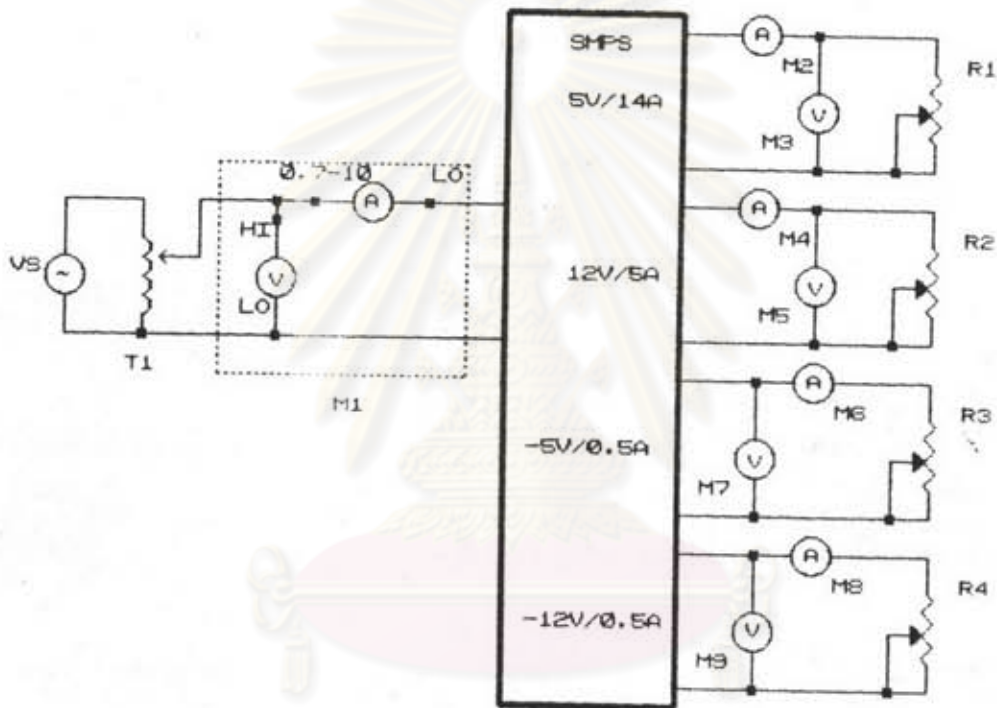 SMPS
5V/14A
12V/5A
-5V/0.5A
-12V/0.5A
VS
~
T1
0.7-10
LO
A
HI
V
LO
M1
A
M2
V
M3
R1
A
M4
V
M5
R2
A
M6
V
M7
R3
A
M8
V
M9
R4